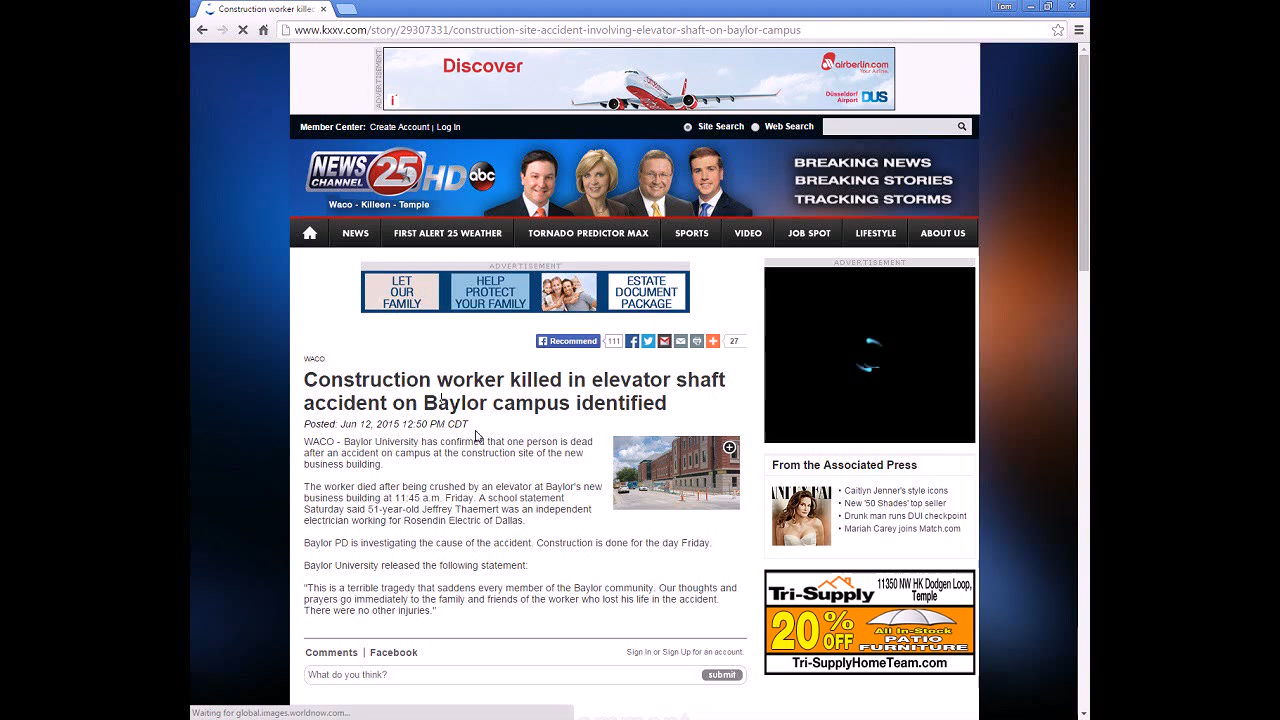 Construction worker kille
Tom
www.kxxv.com/story/29307331/construction-site-accident-involving-elevator-shaft-on-baylor-campus
ADVERTISEMENT
Discover
airberlin.com
Your Airline.
Düsseldorf
Airport DUS
Member Center: Create Account | Log In
Site Search
Web Search
NEWS
CHANNEL
25
HD
abc
Waco - Killeen - Temple
BREAKING NEWS
BREAKING STORIES
TRACKING STORMS
NEWS
FIRST ALERT 25 WEATHER
TORNADO PREDICTOR MAX
SPORTS
VIDEO
JOB SPOT
LIFESTYLE
ABOUT US
ADVERTISEMENT
LET
OUR
FAMILY
HELP
PROTECT
YOUR FAMILY
ESTATE
DOCUMENT
PACKAGE
Recommend
111
27
WACO
Construction worker killed in elevator shaft
accident on Baylor campus identified
Posted: Jun 12, 2015 12:50 PM CDT
WACO - Baylor University has confirmed that one person is dead
after an accident on campus at the construction site of the new
business building.
The worker died after being crushed by an elevator at Baylor's new
business building at 11:45 a.m. Friday. A school statement
Saturday said 51-year-old Jeffrey Thaemert was an independent
electrician working for Rosendin Electric of Dallas.
Baylor PD is investigating the cause of the accident. Construction is done for the day Friday.
Baylor University released the following statement:
"This is a terrible tragedy that saddens every member of the Baylor community. Our thoughts and
prayers go immediately to the family and friends of the worker who lost his life in the accident.
There were no other injuries."
Comments | Facebook
Sign In or Sign Up for an account.
What do you think?
submit
ADVERTISEMENT
From the Associated Press
• Caitlyn Jenner's style icons
• New '50 Shades' top seller
• Drunk man runs DUI checkpoint
• Mariah Carey joins Match.com
Tri-Supply
11350 NW HK Dodgen Loop,
Temple
20% OFF
All In-Stock
PATIO
FURNITURE
Tri-SupplyHomeTeam.com
Waiting for global.images.worldnow.com...